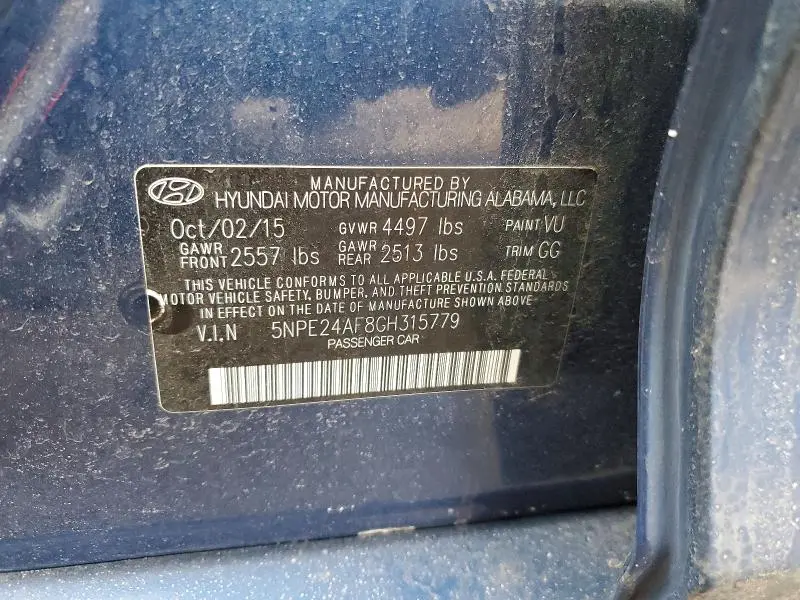 MANUFACTURED BY
HYUNDAI MOTOR MANUFACTURING ALABAMA, LLC
Oct/02/15 GVWR 4497 lbs PAINT VU
GAWR FRONT 2557 lbs GAWR REAR 2513 lbs TRIM GG
THIS VEHICLE CONFORMS TO ALL APPLICABLE U.S.A. FEDERAL
MOTOR VEHICLE SAFETY, BUMPER, AND THEFT PREVENTION STANDARDS
IN EFFECT ON THE DATE OF MANUFACTURE SHOWN ABOVE
V.I.N 5NPE24AF8GH315779
PASSENGER CAR